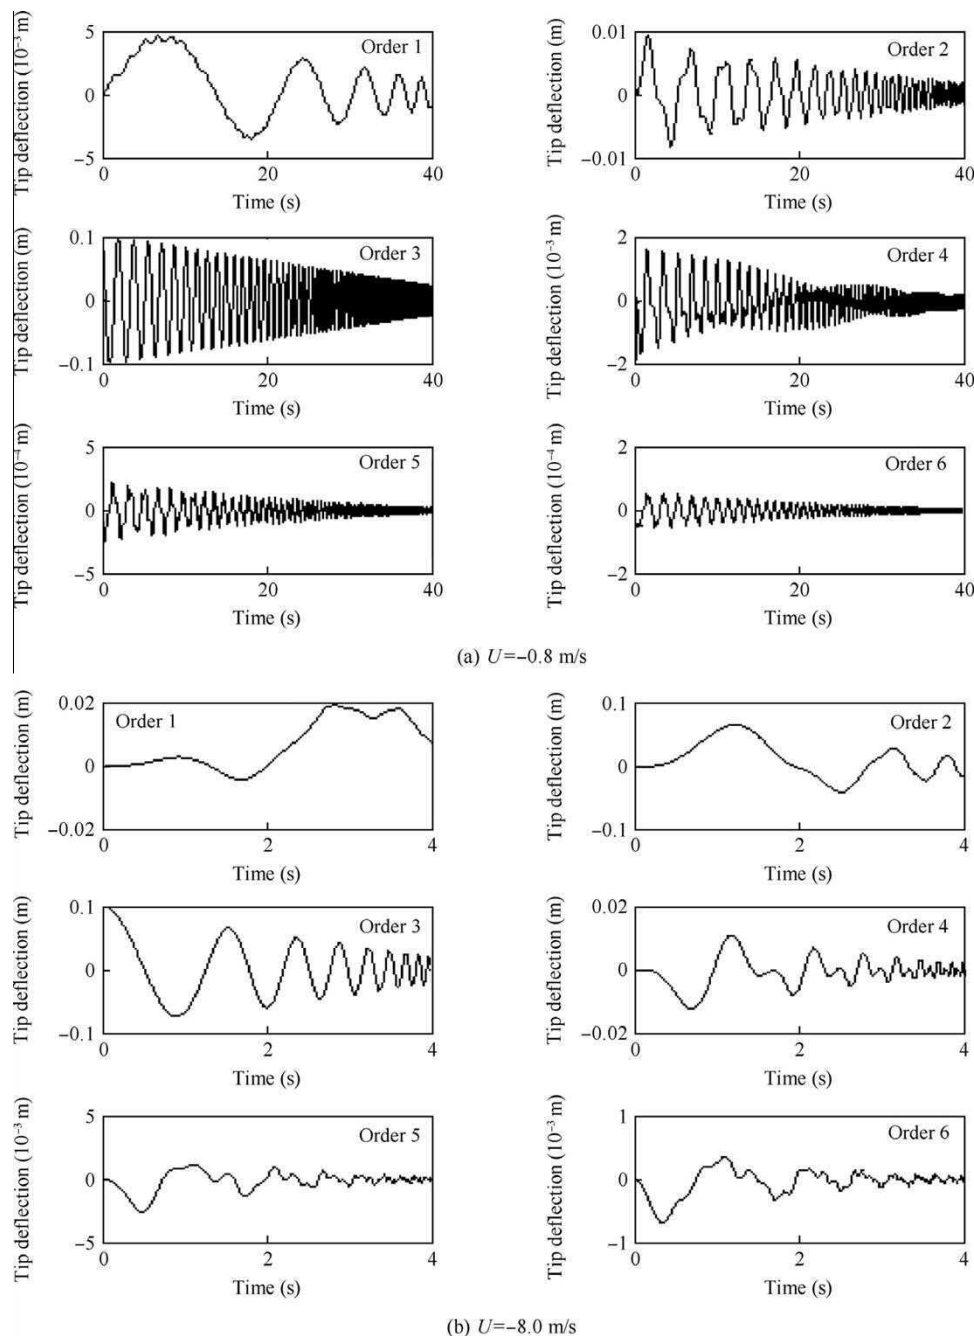 Tip deflection (10⁻³ m)
5
0
−5
Order 1
0
20
40
Time (s)
Tip deflection (m)
0.01
0
−0.01
Order 2
0
20
40
Time (s)
Tip deflection (m)
0.1
0
−0.1
Order 3
0
20
40
Time (s)
Tip deflection (10⁻³ m)
2
0
−2
Order 4
0
20
40
Time (s)
Tip deflection (10⁻⁴ m)
5
0
−5
Order 5
0
20
40
Time (s)
Tip deflection (10⁻⁴ m)
2
0
−2
Order 6
0
20
40
Time (s)
(a) U=−0.8 m/s
Tip deflection (m)
0.02
0
−0.02
Order 1
0
2
4
Time (s)
Tip deflection (m)
0.1
0
−0.1
Order 2
0
2
4
Time (s)
Tip deflection (m)
0.1
0
−0.1
Order 3
0
2
4
Time (s)
Tip deflection (m)
0.02
0
−0.02
Order 4
0
2
4
Time (s)
Tip deflection (10⁻³ m)
5
0
−5
Order 5
0
2
4
Time (s)
Tip deflection (10⁻³ m)
1
0
−1
Order 6
0
2
4
Time (s)
(b) U=−8.0 m/s